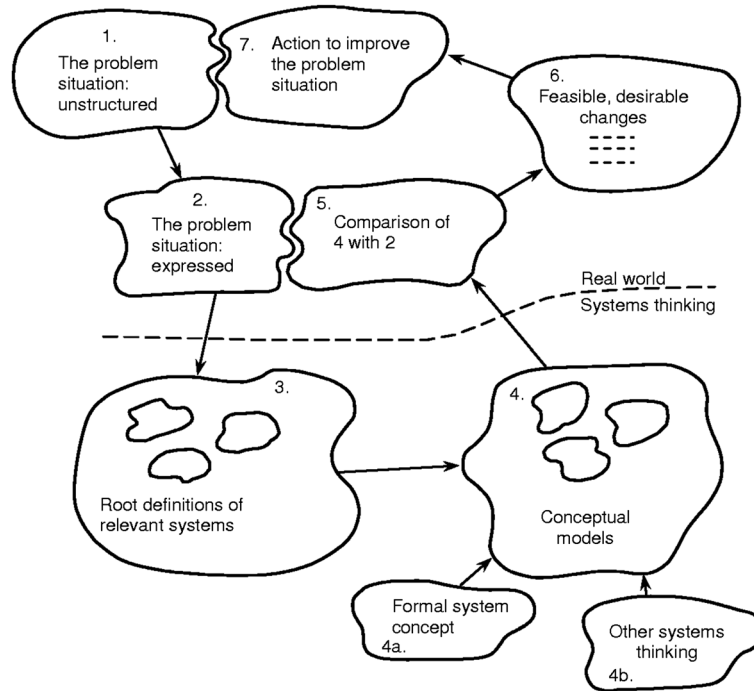 1.
The problem
situation:
unstructured
7. Action to improve
the problem
situation
6.
Feasible, desirable
changes
2.
The problem
situation:
expressed
5.
Comparison of
4 with 2
Real world
Systems thinking
3.
Root definitions of
relevant systems
4.
Conceptual
models
Formal system
concept
4a.
Other systems
thinking
4b.